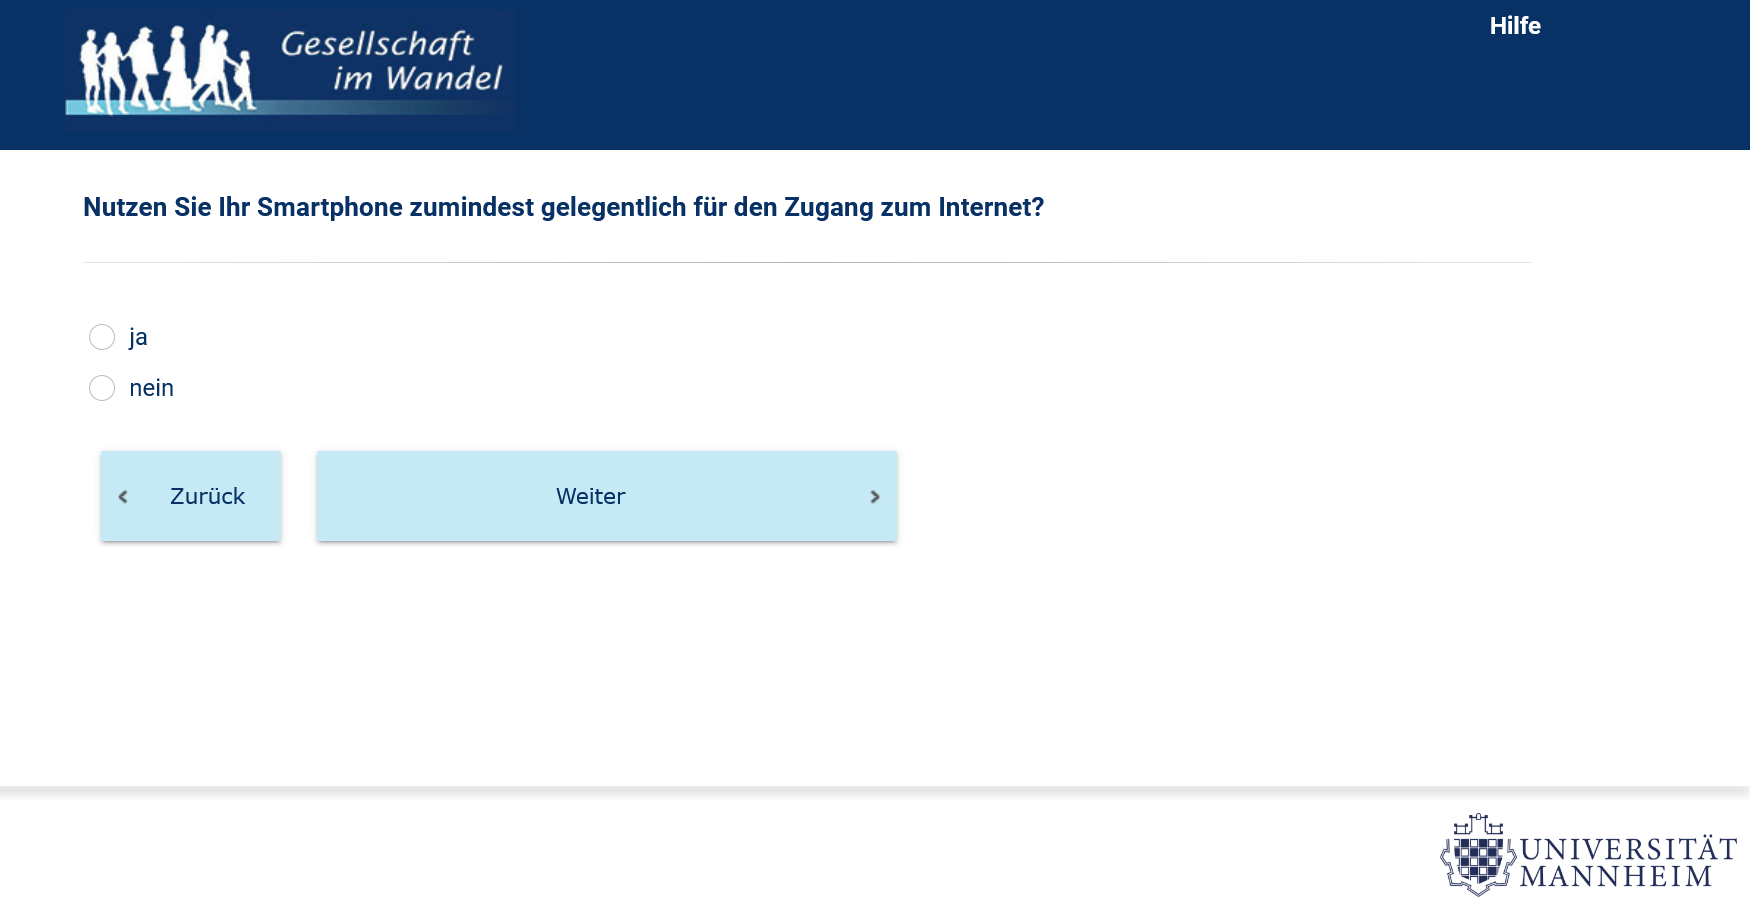 Gesellschaft
im Wandel
Hilfe
Nutzen Sie Ihr Smartphone zumindest gelegentlich für den Zugang zum Internet?
ja
nein
Zurück
Weiter
UNIVERSITÄT
MANNHEIM